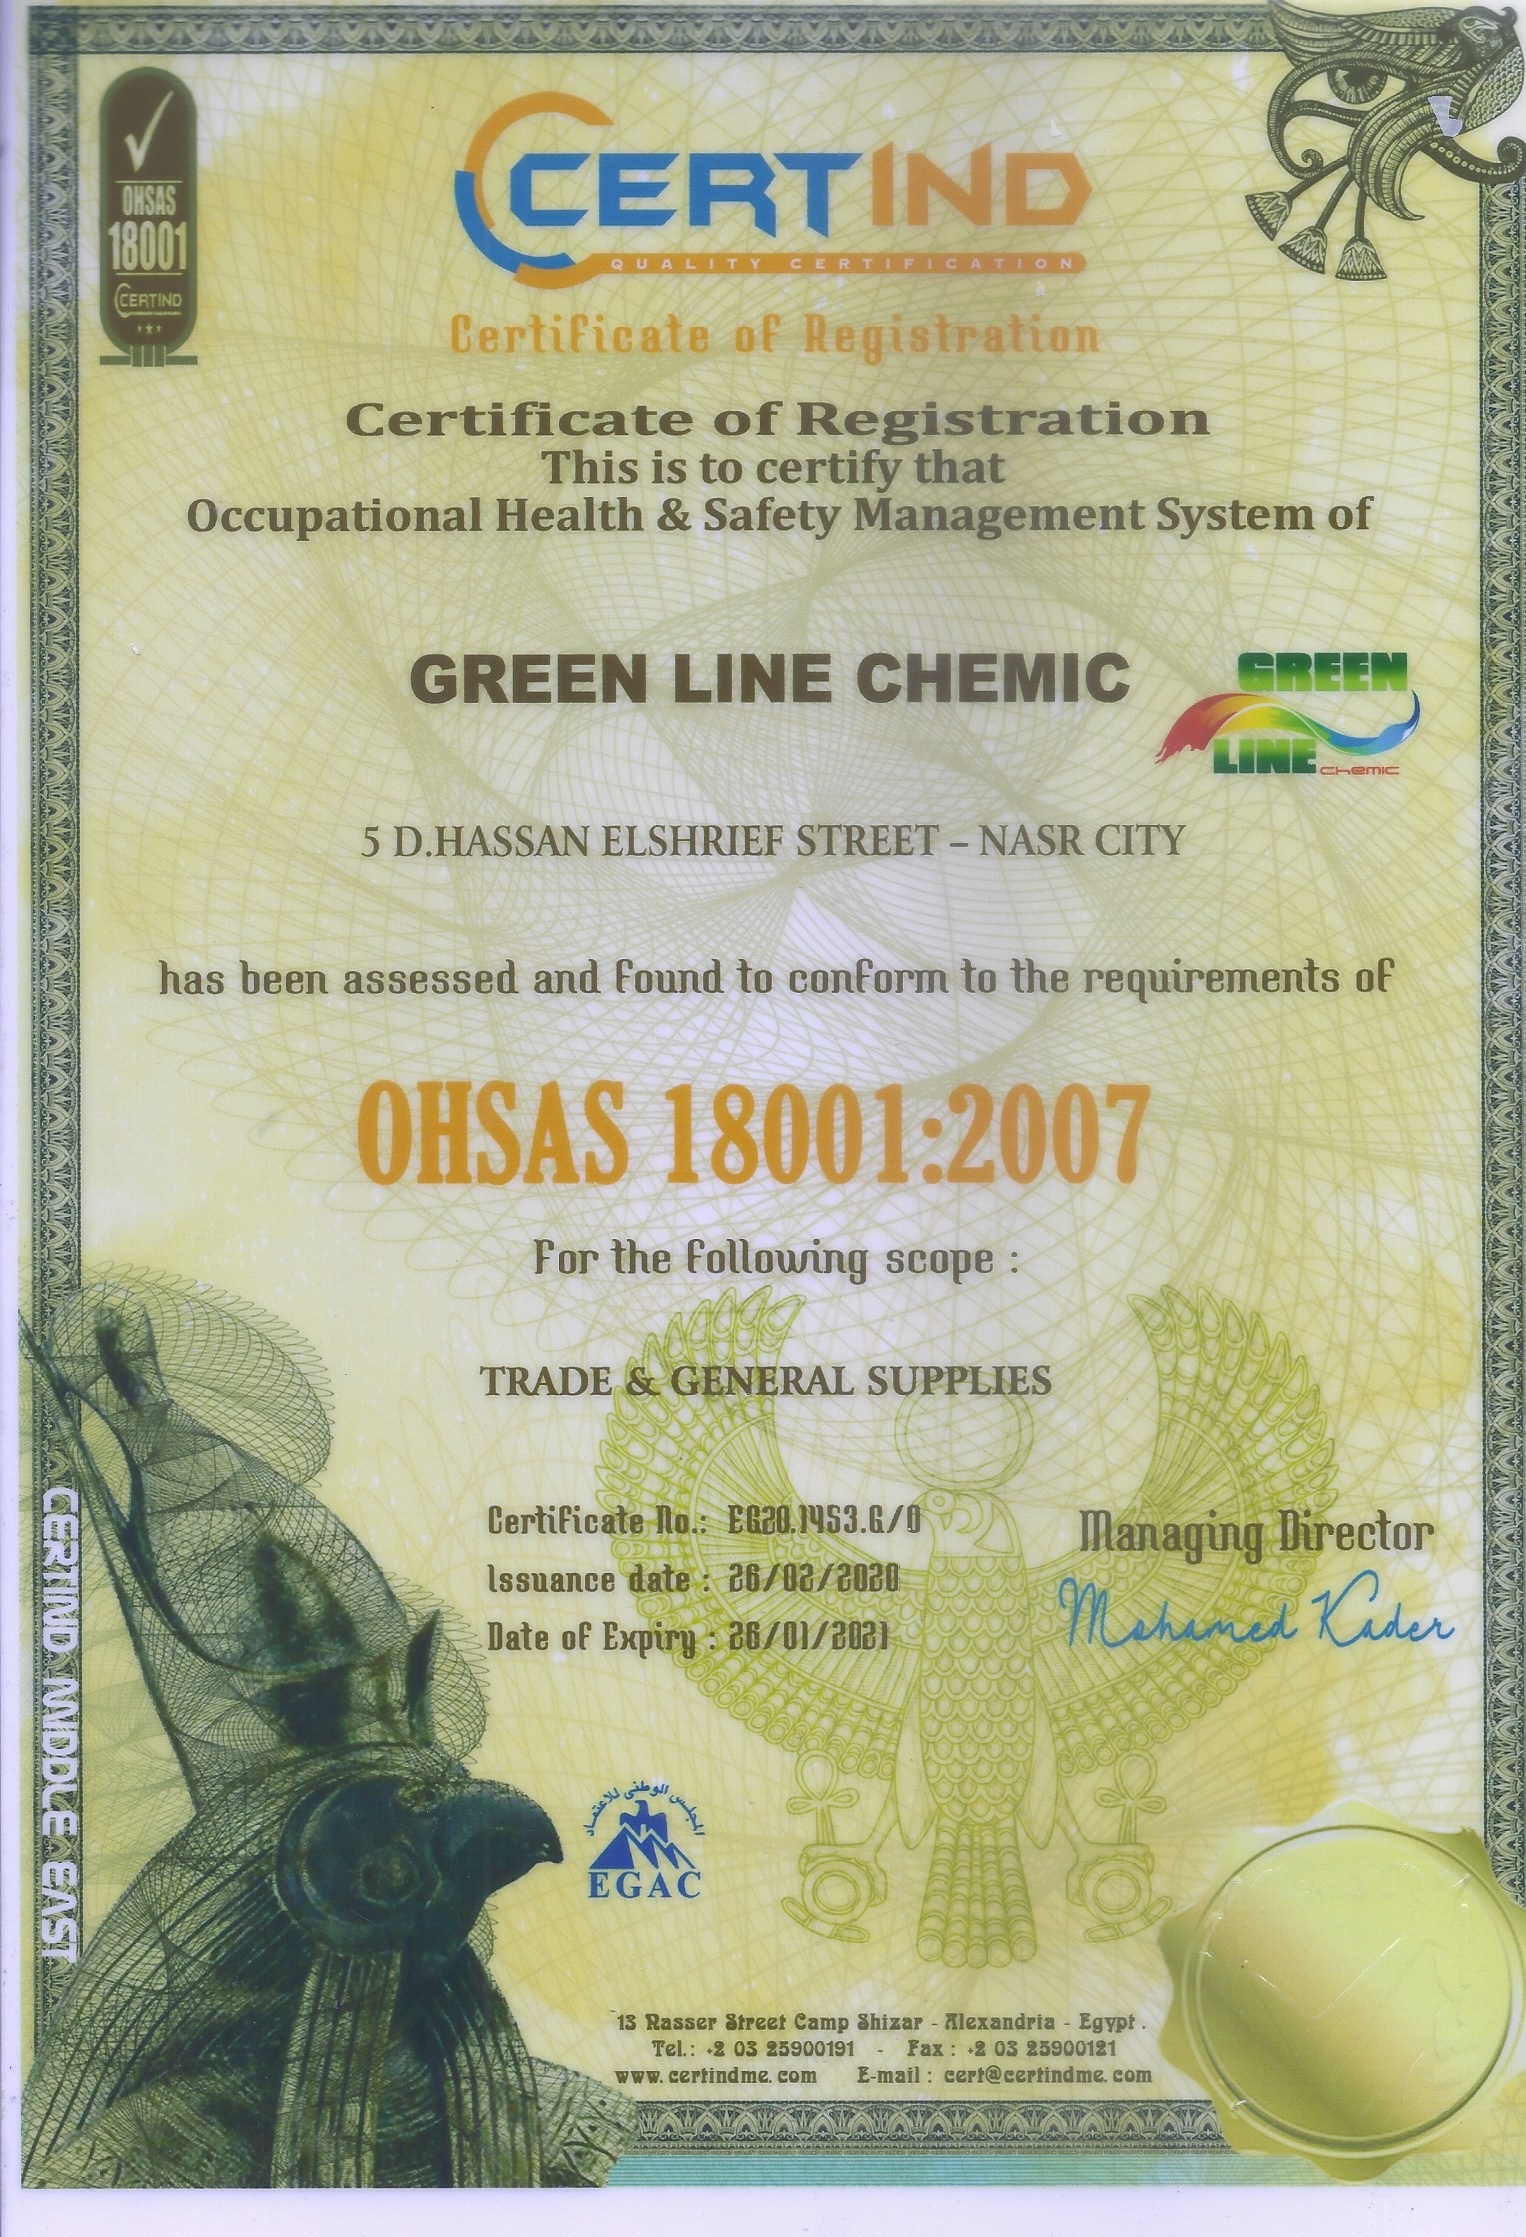 OHSAS
18001
CERTIND
CERTIND
QUALITY CERTIFICATION
Certificate of Registration
Certificate of Registration
This is to certify that
Occupational Health & Safety Management System of
GREEN LINE CHEMIC
GREEN
LINE chemic
5 D.HASSAN ELSHRIEF STREET – NASR CITY
has been assessed and found to conform to the requirements of
OHSAS 18001:2007
For the following scope :
TRADE & GENERAL SUPPLIES
Certificate No.: EG20.1453.G/O
Issuance date : 26/02/2020
Date of Expiry : 26/01/2021
Managing Director
Mohamed Kader
CERTIND MIDDLE EAST
المجلس الوطني للاعتماد
EGAC
13 Nasser Street Camp Shizar - Alexandria - Egypt .
Tel.: +2 03 25900191 - Fax : +2 03 25900121
www.certindme.com E-mail : cert@certindme.com